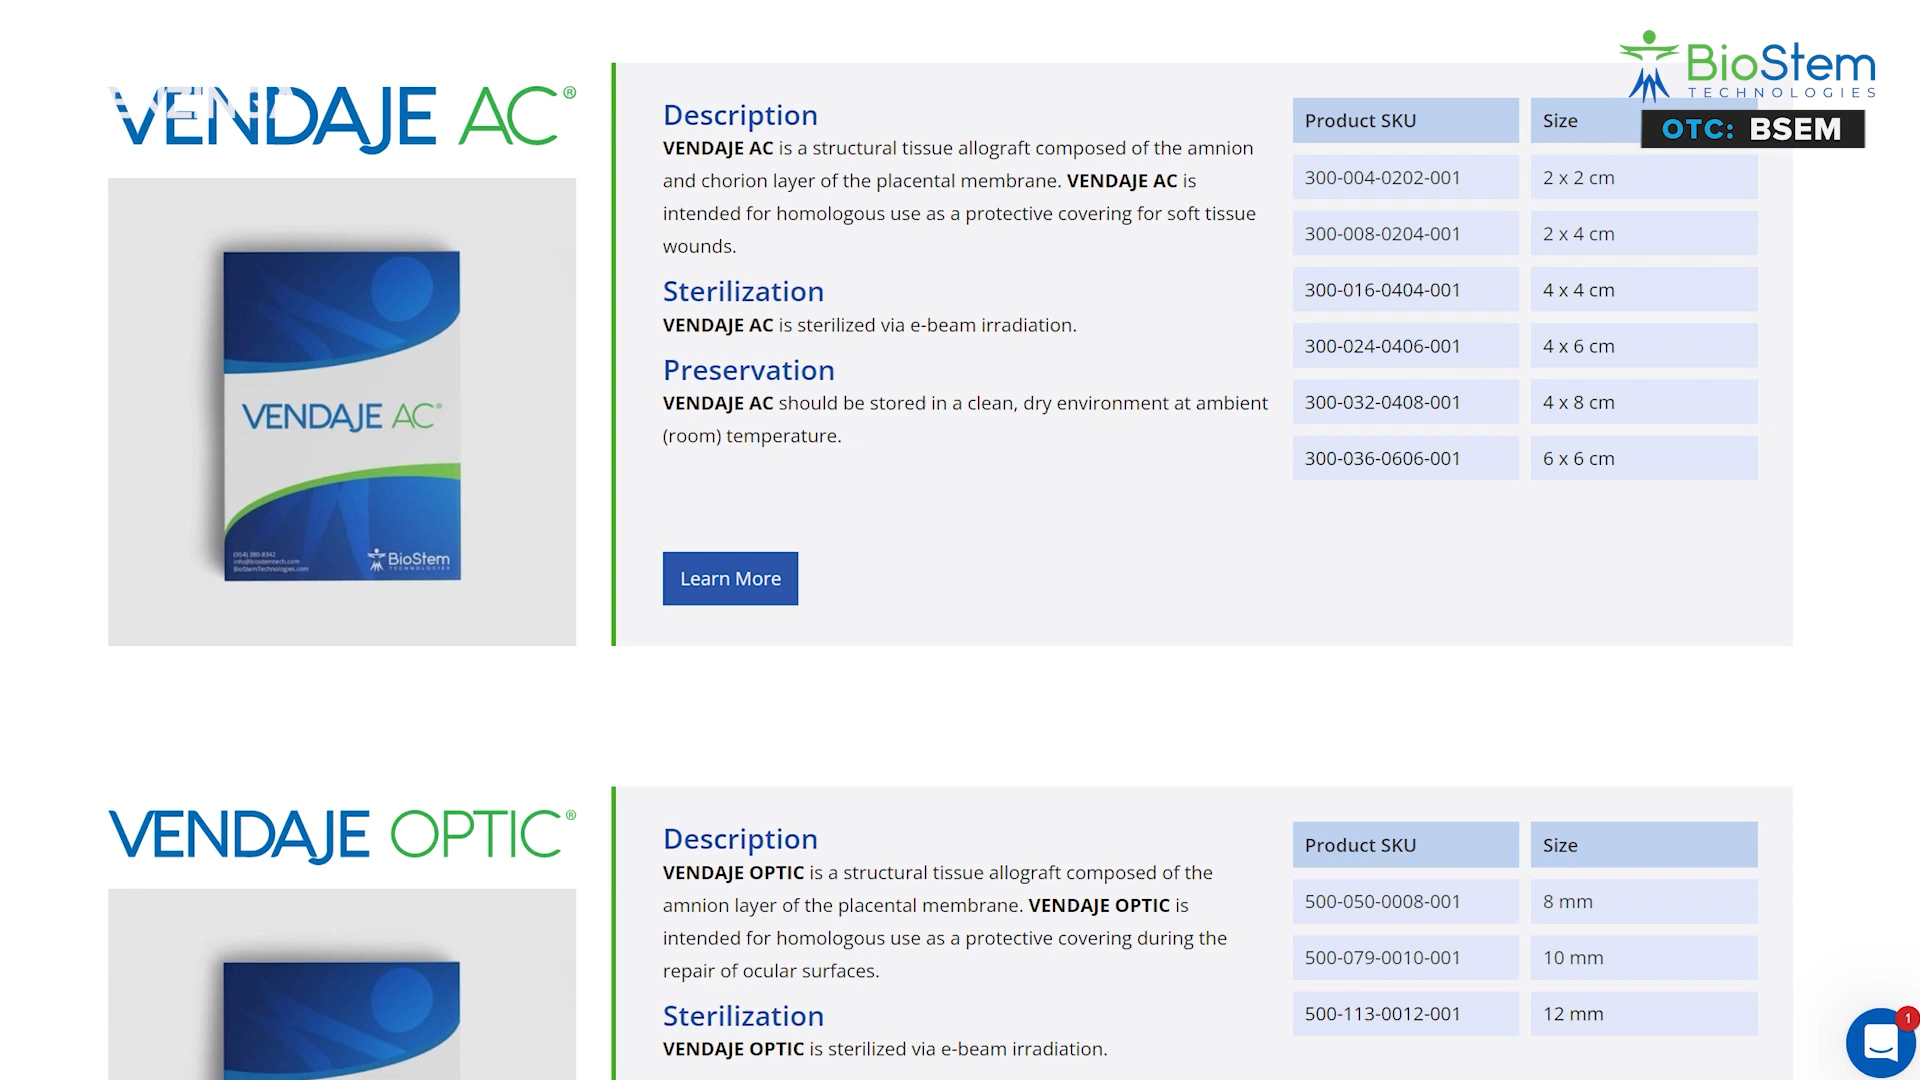 BioStem
TECHNOLOGIES
OTC: BSEM
VENDAJE AC®
VENDAJE AC®
(954) 380-8342
info@biostemtech.com
BioStemTechnologies.com
BioStem
TECHNOLOGIES
Description
VENDAJE AC is a structural tissue allograft composed of the amnion
and chorion layer of the placental membrane. VENDAJE AC is
intended for homologous use as a protective covering for soft tissue
wounds.
Sterilization
VENDAJE AC is sterilized via e-beam irradiation.
Preservation
VENDAJE AC should be stored in a clean, dry environment at ambient
(room) temperature.
Learn More
Product SKU Size
300-004-0202-001 2 x 2 cm
300-008-0204-001 2 x 4 cm
300-016-0404-001 4 x 4 cm
300-024-0406-001 4 x 6 cm
300-032-0408-001 4 x 8 cm
300-036-0606-001 6 x 6 cm
VENDAJE OPTIC®
Description
VENDAJE OPTIC is a structural tissue allograft composed of the
amnion layer of the placental membrane. VENDAJE OPTIC is
intended for homologous use as a protective covering during the
repair of ocular surfaces.
Sterilization
VENDAJE OPTIC is sterilized via e-beam irradiation.
Product SKU Size
500-050-0008-001 8 mm
500-079-0010-001 10 mm
500-113-0012-001 12 mm
1